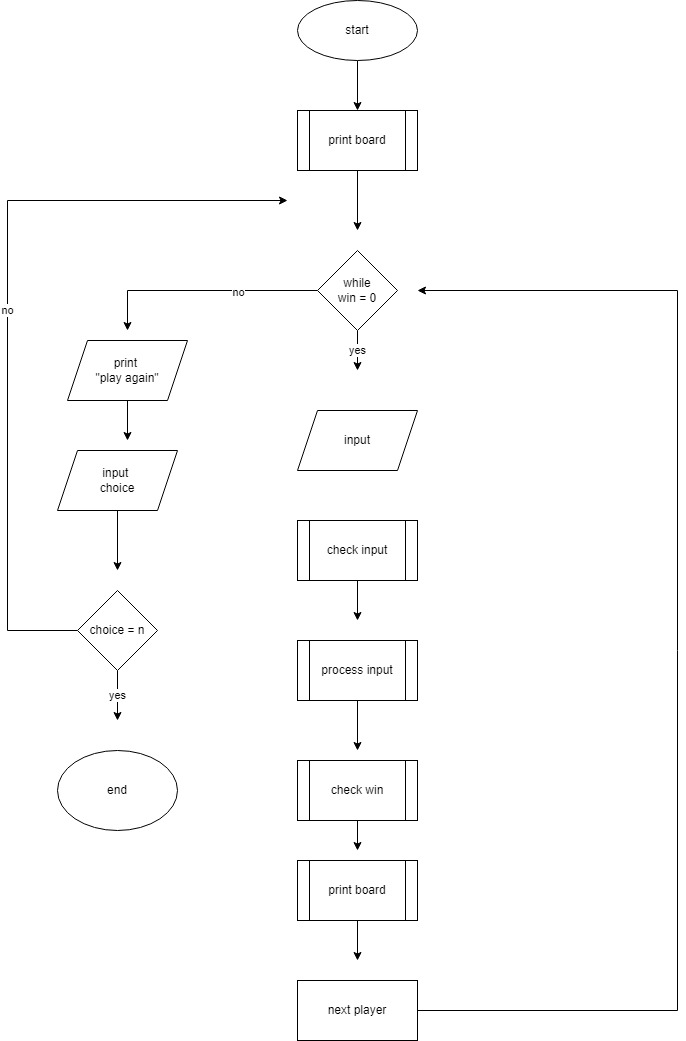 start
print board
no
while
win = 0
no
yes
print
"play again"
input
choice
input
check input
choice = n
process input
yes
end
check win
print board
next player